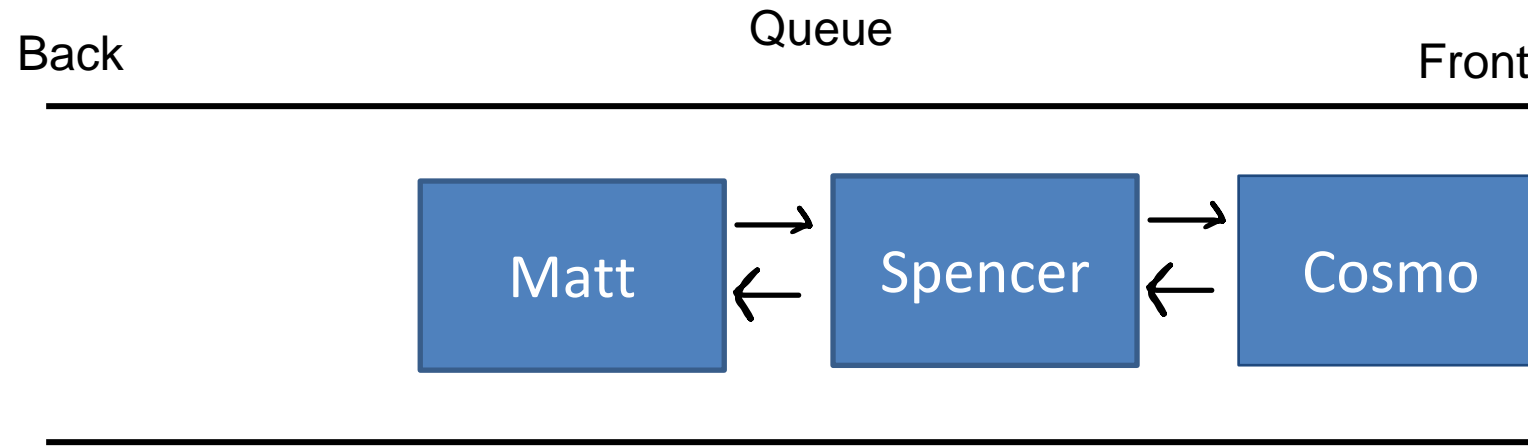 Queue
Back
Front
Matt
Spencer
Cosmo